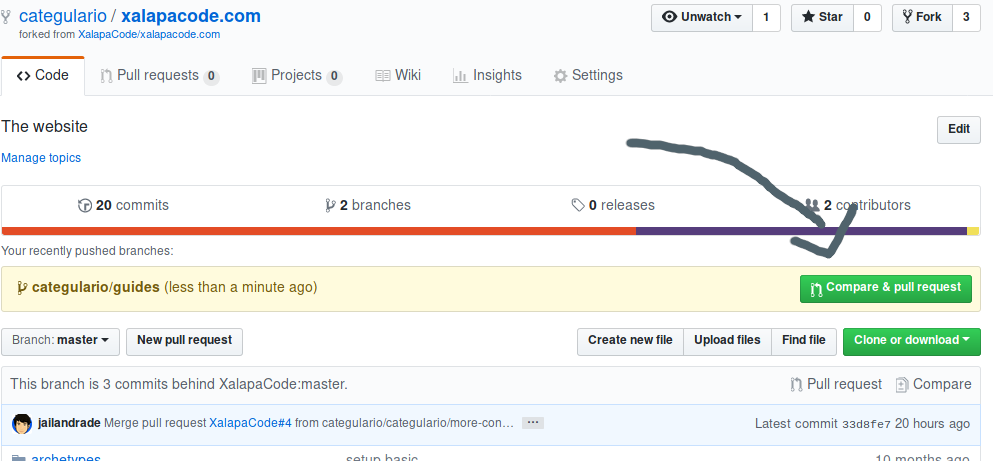 categulario / xalapacode.com
Unwatch 1
Star 0
Fork 3
forked from XalapaCode/xalapacode.com
Code
Pull requests 0
Projects 0
Wiki
Insights
Settings
The website
Edit
Manage topics
20 commits
2 branches
0 releases
2 contributors
Your recently pushed branches:
categulario/guides (less than a minute ago)
Compare & pull request
Branch: master
New pull request
Create new file
Upload files
Find file
Clone or download
This branch is 3 commits behind XalapaCode:master.
Pull request
Compare
jailandrade Merge pull request XalapaCode#4 from categulario/categulario/more-con…
Latest commit 33d8fe7 20 hours ago
archetypes
setup basic
10 months ago